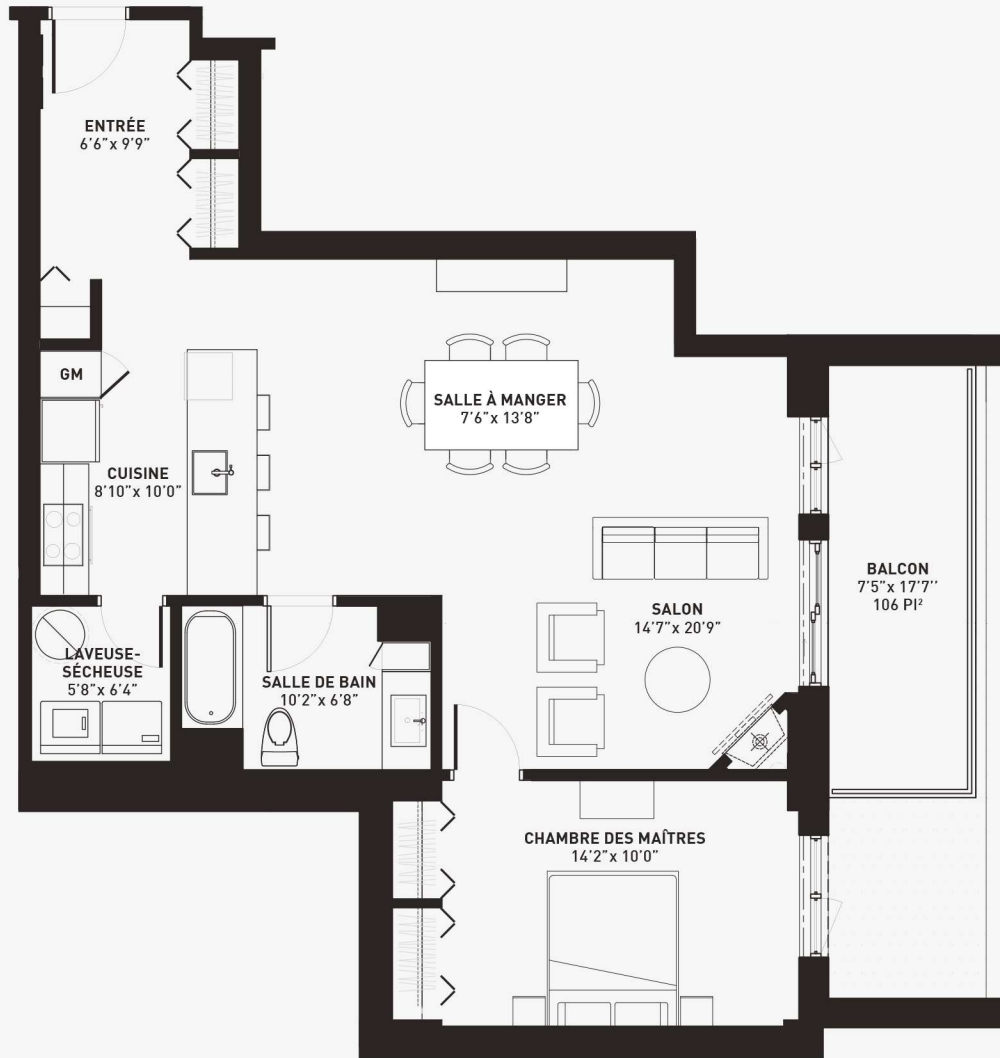 ENTRÉE
6'6" x 9'9"
GM
SALLE À MANGER
7'6" x 13'8"
CUISINE
8'10" x 10'0"
BALCON
7'5" x 17'7''
106 PI²
SALON
14'7" x 20'9"
LAVEUSE-
SÉCHEUSE
5'8" x 6'4"
SALLE DE BAIN
10'2" x 6'8"
CHAMBRE DES MAÎTRES
14'2" x 10'0"